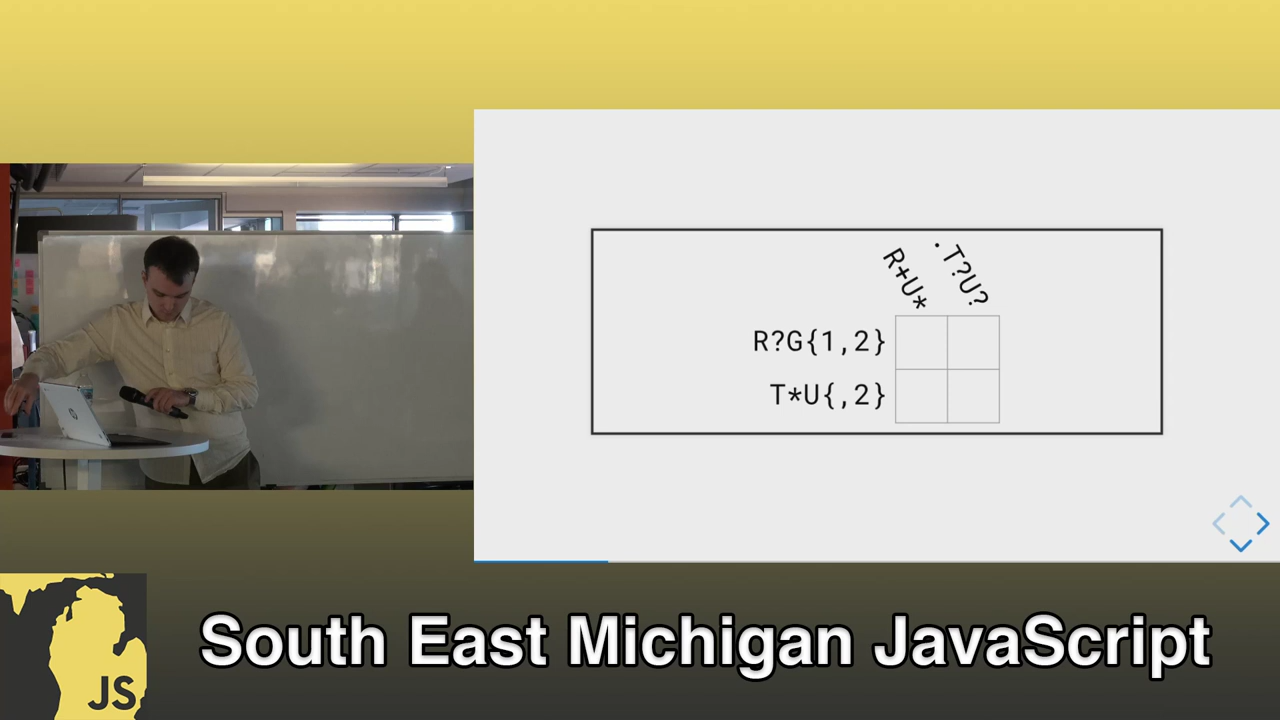 R+U*
.T?U?
R?G{1,2}
T*U{,2}
JS
South East Michigan JavaScript